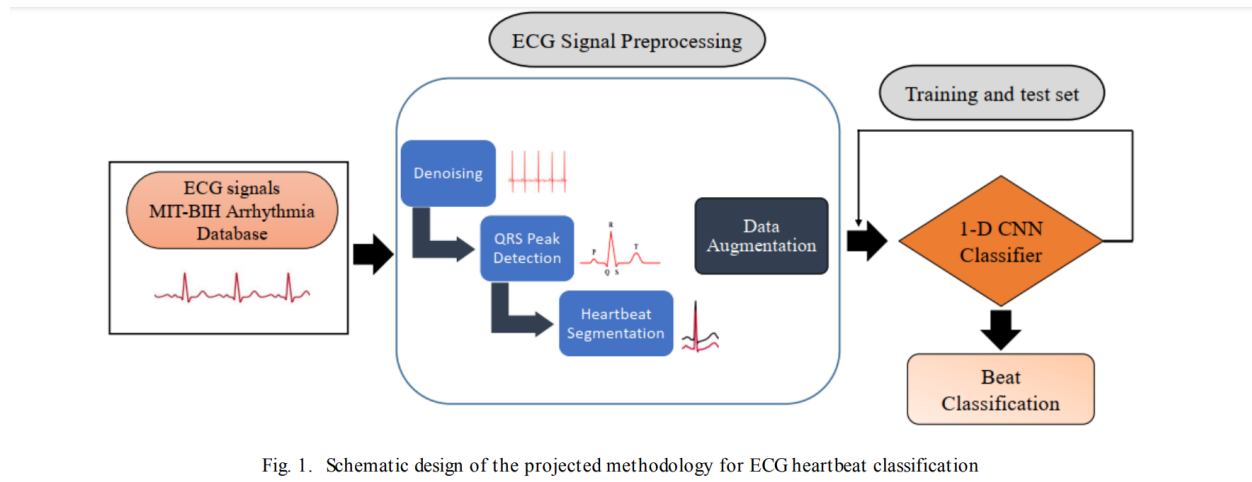 ECG Signal Preprocessing
Training and test set
ECG signals
MIT-BIH Arrhythmia
Database
Denoising
QRS Peak
Detection
P
R
T
Q S
Heartbeat
Segmentation
Data
Augmentation
1-D CNN
Classifier
Beat
Classification
Fig. 1. Schematic design of the projected methodology for ECG heartbeat classification